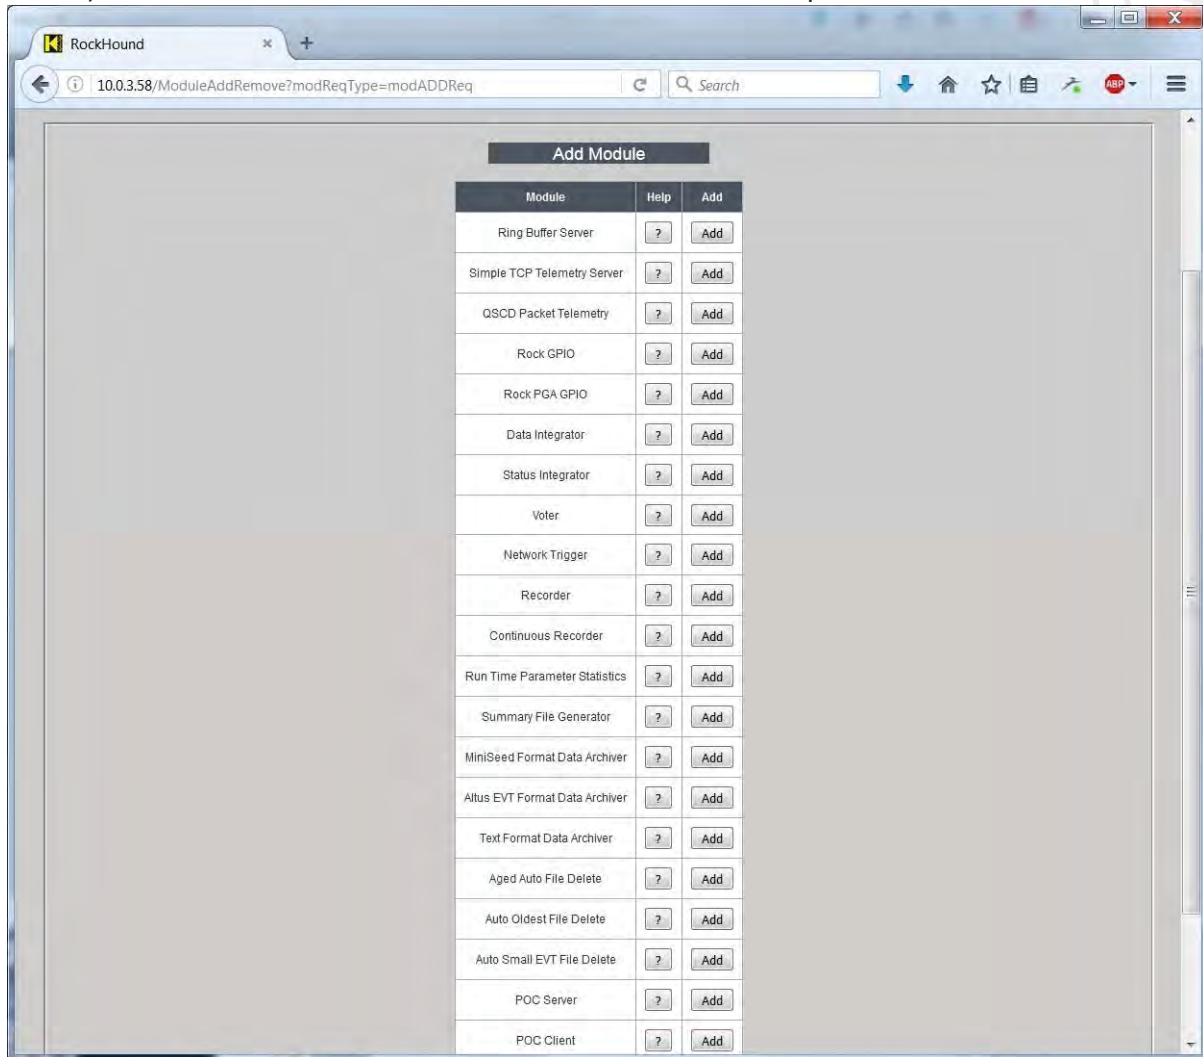 RockHound
10.0.3.58/ModuleAddRemove?modReqType=modADDReq
Search
ABP
Add Module
Module Help Add
Ring Buffer Server ? Add
Simple TCP Telemetry Server ? Add
QSCD Packet Telemetry ? Add
Rock GPIO ? Add
Rock PGA GPIO ? Add
Data Integrator ? Add
Status Integrator ? Add
Voter ? Add
Network Trigger ? Add
Recorder ? Add
Continuous Recorder ? Add
Run Time Parameter Statistics ? Add
Summary File Generator ? Add
MiniSeed Format Data Archiver ? Add
Altus EVT Format Data Archiver ? Add
Text Format Data Archiver ? Add
Aged Auto File Delete ? Add
Auto Oldest File Delete ? Add
Auto Small EVT File Delete ? Add
POC Server ? Add
POC Client ? Add